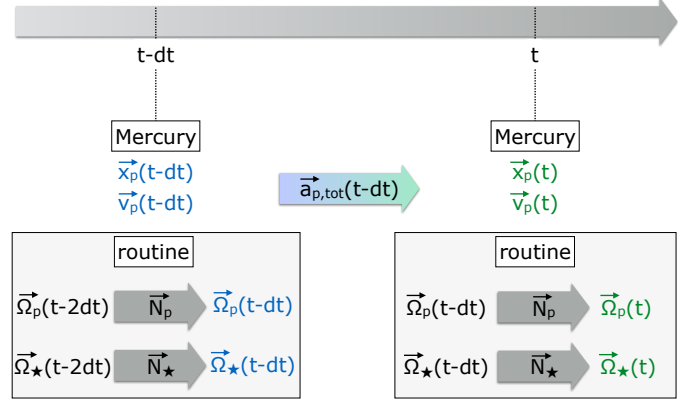 t-dt t
Mercury Mercury
x⃗ₚ(t-dt) x⃗ₚ(t)
a⃗ₚ,ₜₒₜ(t-dt)
v⃗ₚ(t-dt) v⃗ₚ(t)
routine routine
Ω⃗ₚ(t-2dt) N⃗ₚ Ω⃗ₚ(t-dt) Ω⃗ₚ(t-dt) N⃗ₚ Ω⃗ₚ(t)
Ω⃗★(t-2dt) N⃗★ Ω⃗★(t-dt) Ω⃗★(t-dt) N⃗★ Ω⃗★(t)